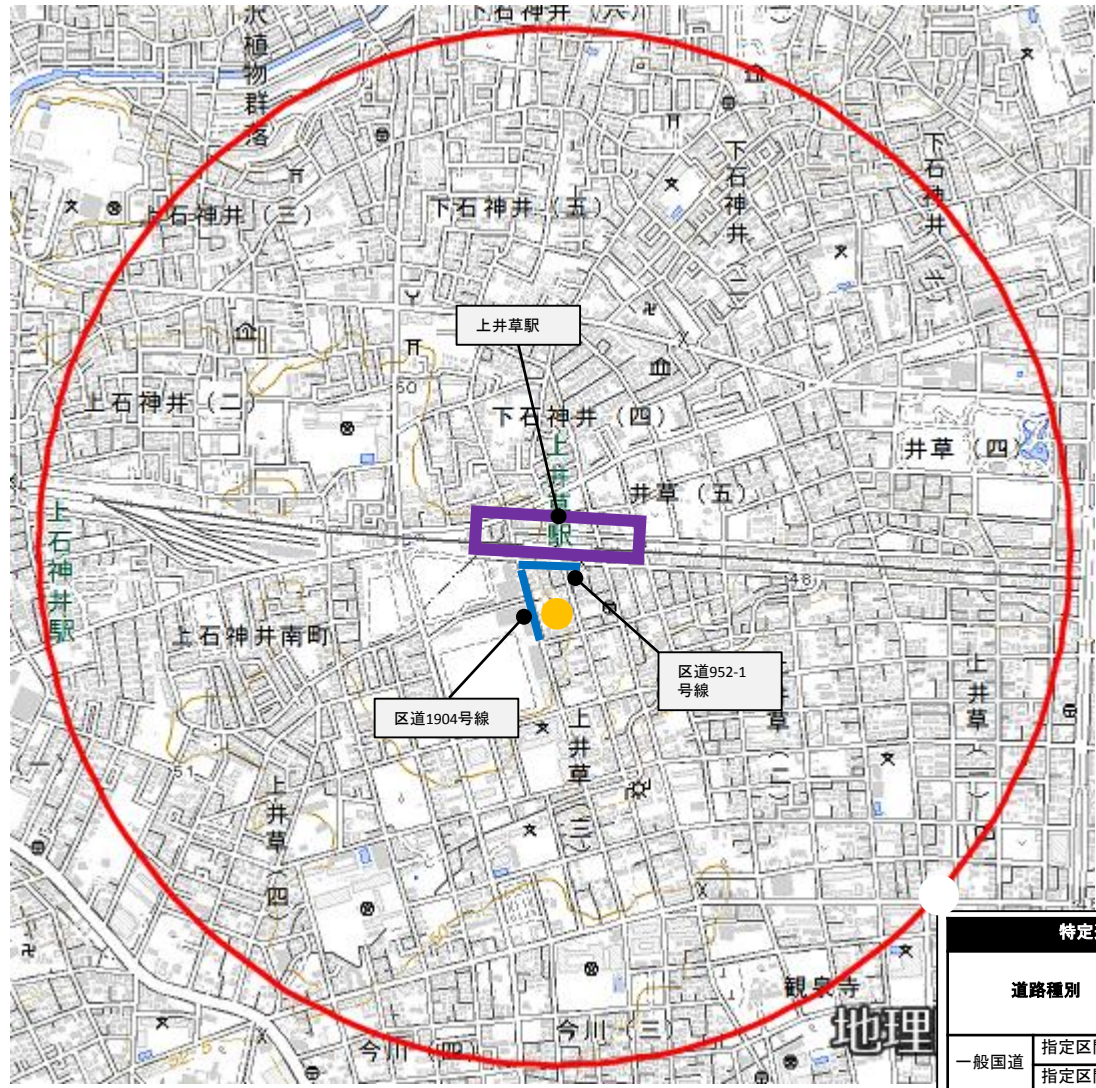 下石神井（六）
沢植物群落
下石神井（五）
上石神井（三）
下石神井（二）
下石神井（
上井草駅
50
上石神井（二）
下石神井（四）
井草（四）
上井草駅
井草（五）
上石神井駅
48
上石神井南町
区道952-1
号線
区道1904号線
上井草（三）
草（二）
上井草（
51
上井草（四）
観泉寺
今川（三）
今川（四）
地理
特定
道路種別
一般国道
指定区
指定区